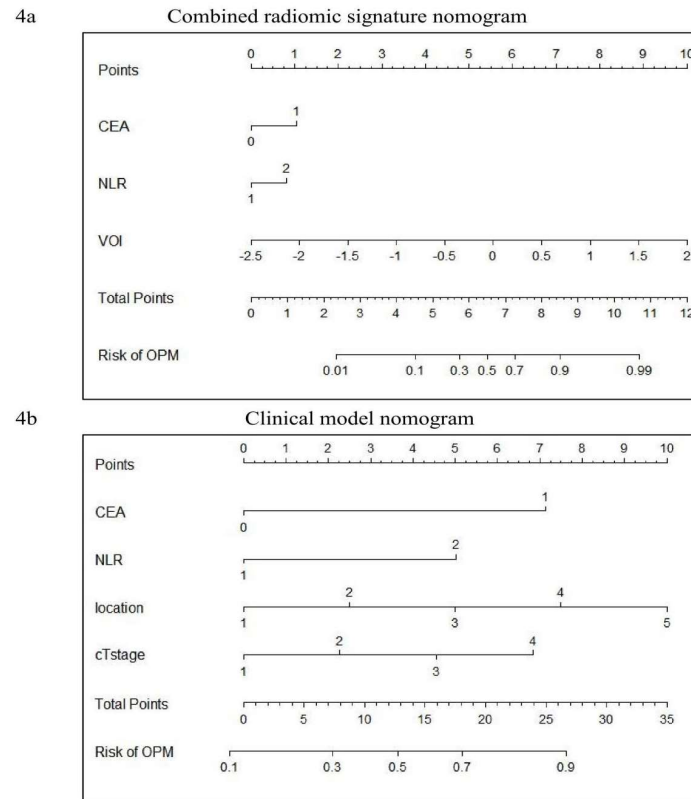 4a Combined radiomic signature nomogram
Points 0 1 2 3 4 5 6 7 8 9 10
CEA 0 1
NLR 1 2
VOI -2.5 -2 -1.5 -1 -0.5 0 0.5 1 1.5 2
Total Points 0 1 2 3 4 5 6 7 8 9 10 11 12
Risk of OPM 0.01 0.1 0.3 0.5 0.7 0.9 0.99
4b Clinical model nomogram
Points 0 1 2 3 4 5 6 7 8 9 10
CEA 0 1
NLR 1 2
location 1 2 3 4 5
cTstage 1 2 3 4
Total Points 0 5 10 15 20 25 30 35
Risk of OPM 0.1 0.3 0.5 0.7 0.9